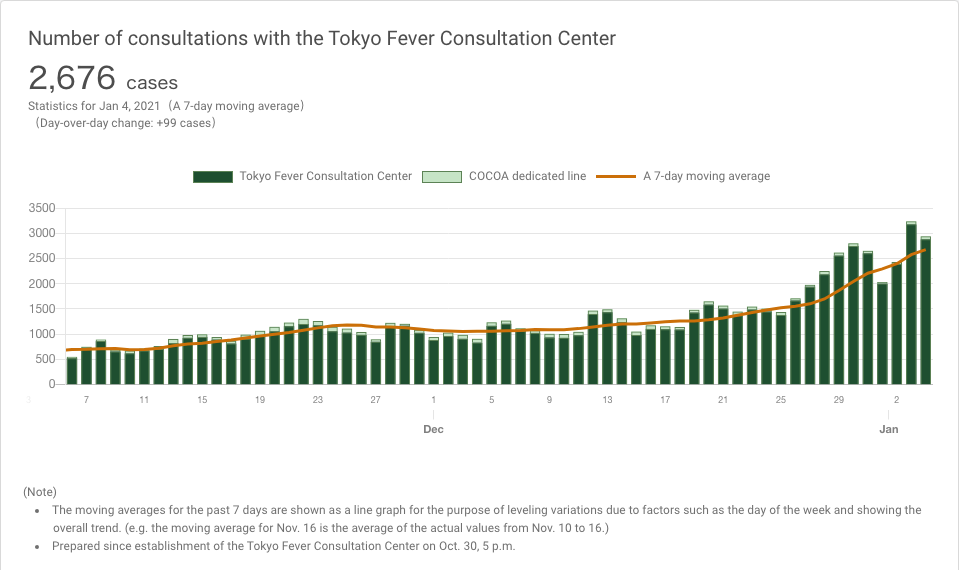 Number of consultations with the Tokyo Fever Consultation Center
2,676 cases
Statistics for Jan 4, 2021（A 7-day moving average）
（Day-over-day change: +99 cases）
Tokyo Fever Consultation Center COCOA dedicated line A 7-day moving average
3500
3000
2500
2000
1500
1000
500
0
3 7 11 15 19 23 27 1 5 9 13 17 21 25 29 2
Dec Jan
(Note)
• The moving averages for the past 7 days are shown as a line graph for the purpose of leveling variations due to factors such as the day of the week and showing the
overall trend. (e.g. the moving average for Nov. 16 is the average of the actual values from Nov. 10 to 16.)
• Prepared since establishment of the Tokyo Fever Consultation Center on Oct. 30, 5 p.m.